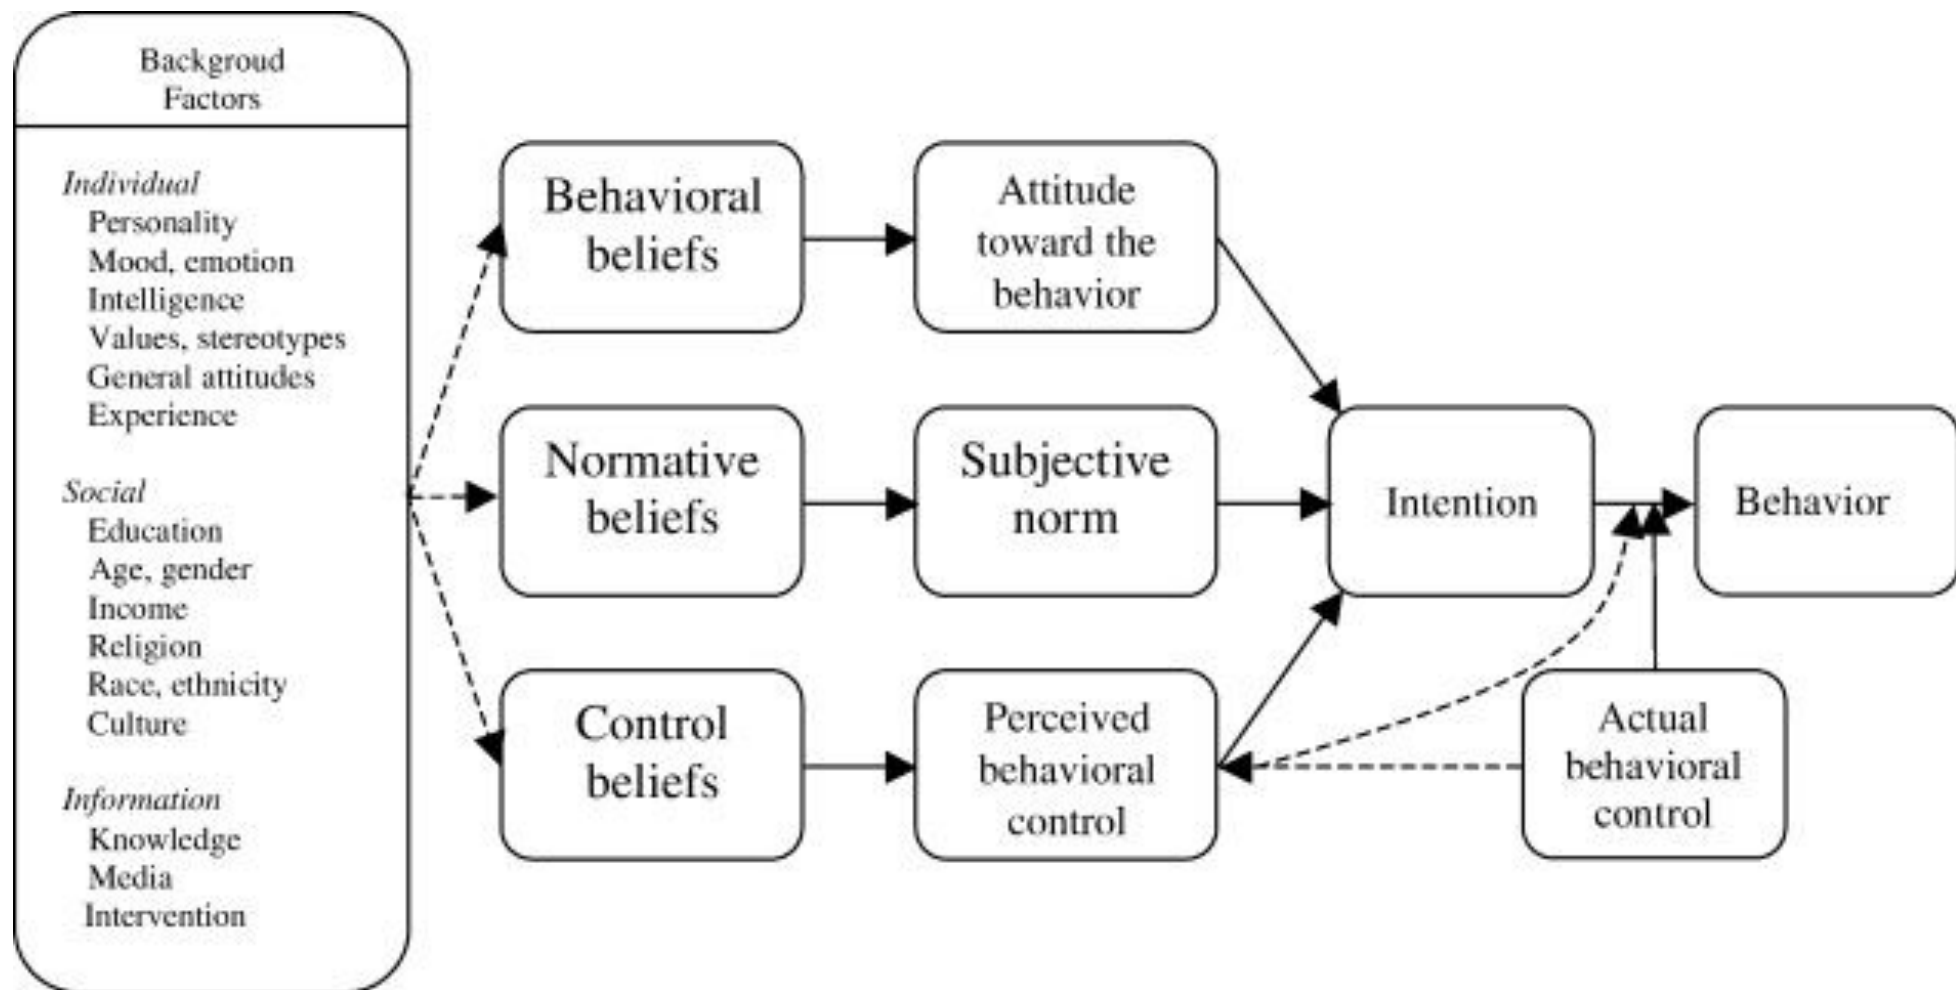 Backgroud
Factors
Individual
Personality
Mood, emotion
Intelligence
Values, stereotypes
General attitudes
Experience
Social
Education
Age, gender
Income
Religion
Race, ethnicity
Culture
Information
Knowledge
Media
Intervention
Behavioral
beliefs
Attitude
toward the
behavior
Normative
beliefs
Subjective
norm
Intention
Behavior
Control
beliefs
Perceived
behavioral
control
Actual
behavioral
control